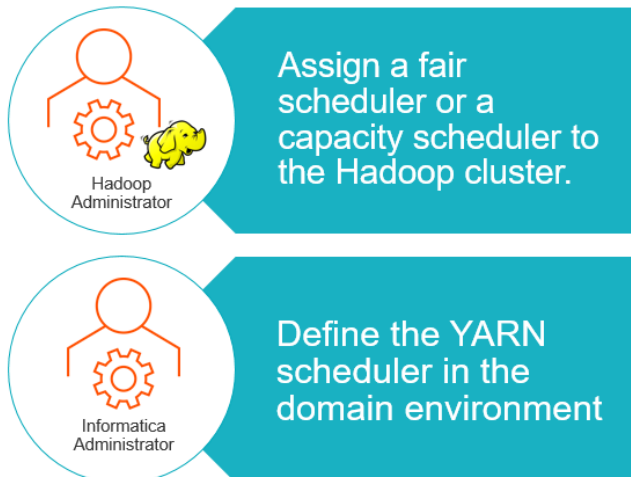 Assign a fair
scheduler or a
capacity scheduler to
the Hadoop cluster.
Hadoop
Administrator
Define the YARN
scheduler in the
domain environment
Informatica
Administrator